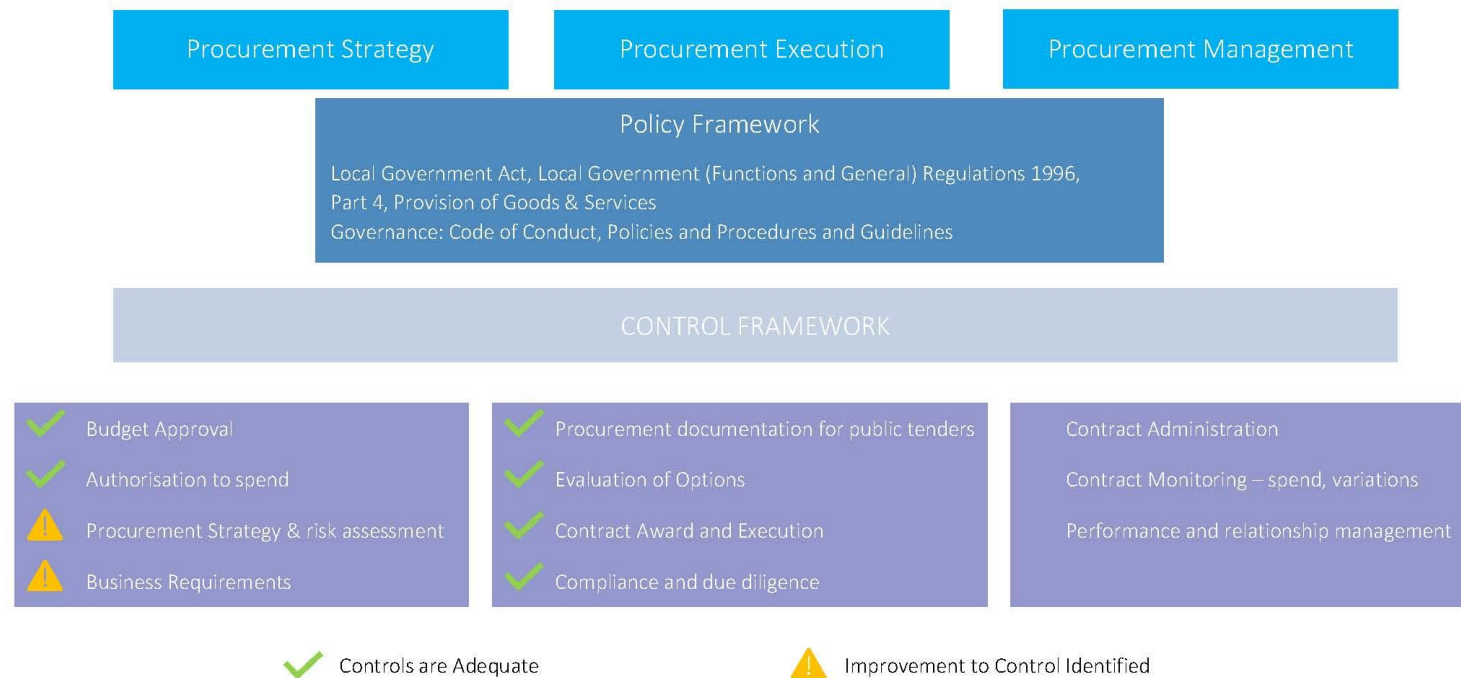 Procurement Strategy
Procurement Execution
Procurement Management
Policy Framework
Local Government Act, Local Government (Functions and General) Regulations 1996,
Part 4, Provision of Goods & Services
Governance: Code of Conduct, Policies and Procedures and Guidelines
CONTROL FRAMEWORK
Budget Approval
Authorisation to spend
Procurement Strategy & risk assessment
Business Requirements
Procurement documentation for public tenders
Evaluation of Options
Contract Award and Execution
Compliance and due diligence
Contract Administration
Contract Monitoring – spend, variations
Performance and relationship management
Controls are Adequate
Improvement to Control Identified